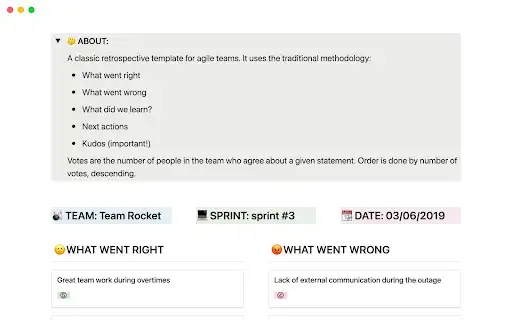 ABOUT:
A classic retrospective template for agile teams. It uses the traditional methodology:
What went right
What went wrong
What did we learn?
Next actions
Kudos (important!)
Votes are the number of people in the team who agree about a given statement. Order is done by number of
votes, descending.
TEAM: Team Rocket
SPRINT: sprint #3
DATE: 03/06/2019
WHAT WENT RIGHT
WHAT WENT WRONG
Great team work during overtimes
Lack of external communication during the outage